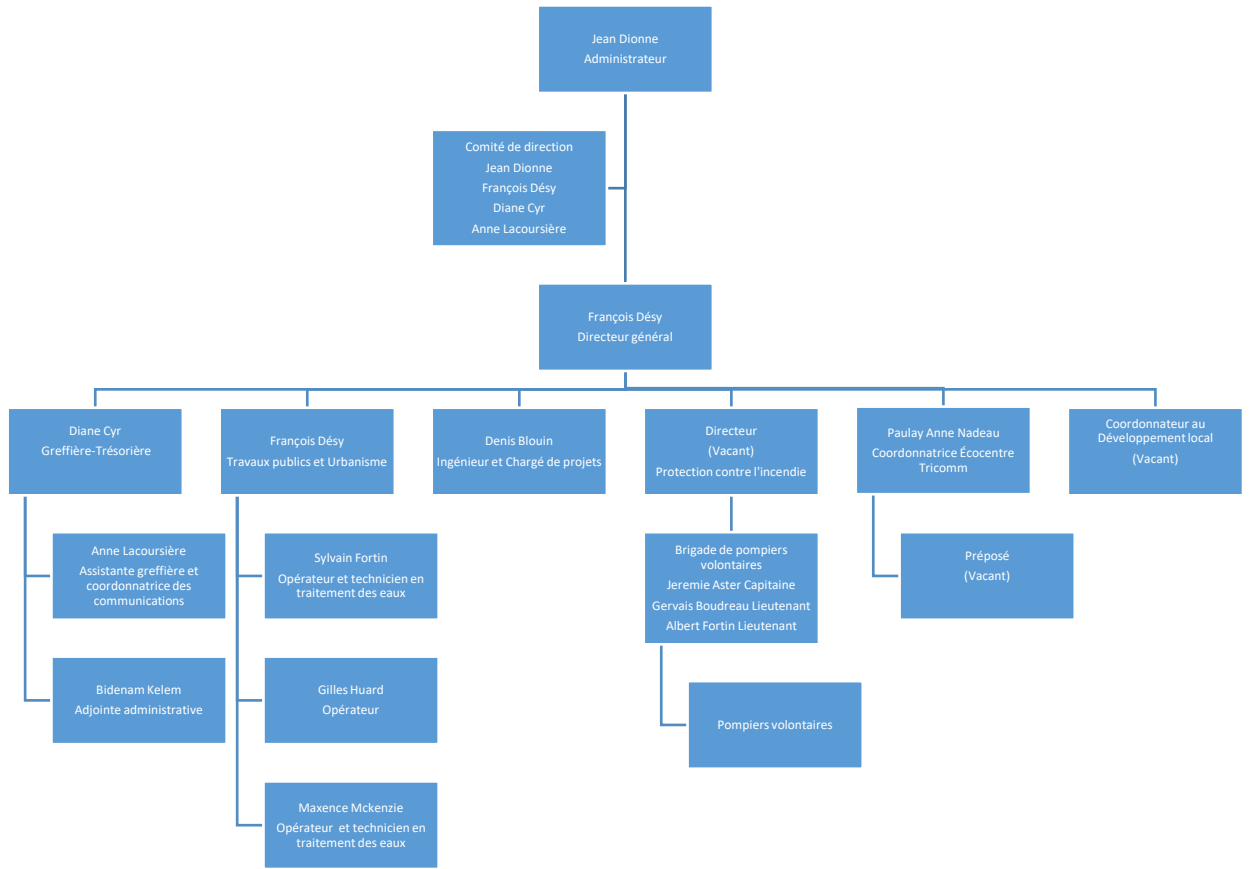 Jean Dionne
Administrateur
Comité de direction
Jean Dionne
François Désy
Diane Cyr
Anne Lacoursière
François Désy
Directeur général
Diane Cyr
Greffière-Trésorière
François Désy
Travaux publics et Urbanisme
Denis Blouin
Ingénieur et Chargé de projets
Directeur
(Vacant)
Protection contre l'incendie
Paulay Anne Nadeau
Coordonnatrice Écocentre
Tricomm
Coordonnateur au
Développement local
(Vacant)
Anne Lacoursière
Assistante greffière et
coordonnatrice des
communications
Sylvain Fortin
Opérateur et technicien en
traitement des eaux
Brigade de pompiers
volontaires
Jeremie Aster Capitaine
Gervais Boudreau Lieutenant
Albert Fortin Lieutenant
Préposé
(Vacant)
Bidenam Kelem
Adjointe administrative
Gilles Huard
Opérateur
Pompiers volontaires
Maxence Mckenzie
Opérateur et technicien en
traitement des eaux